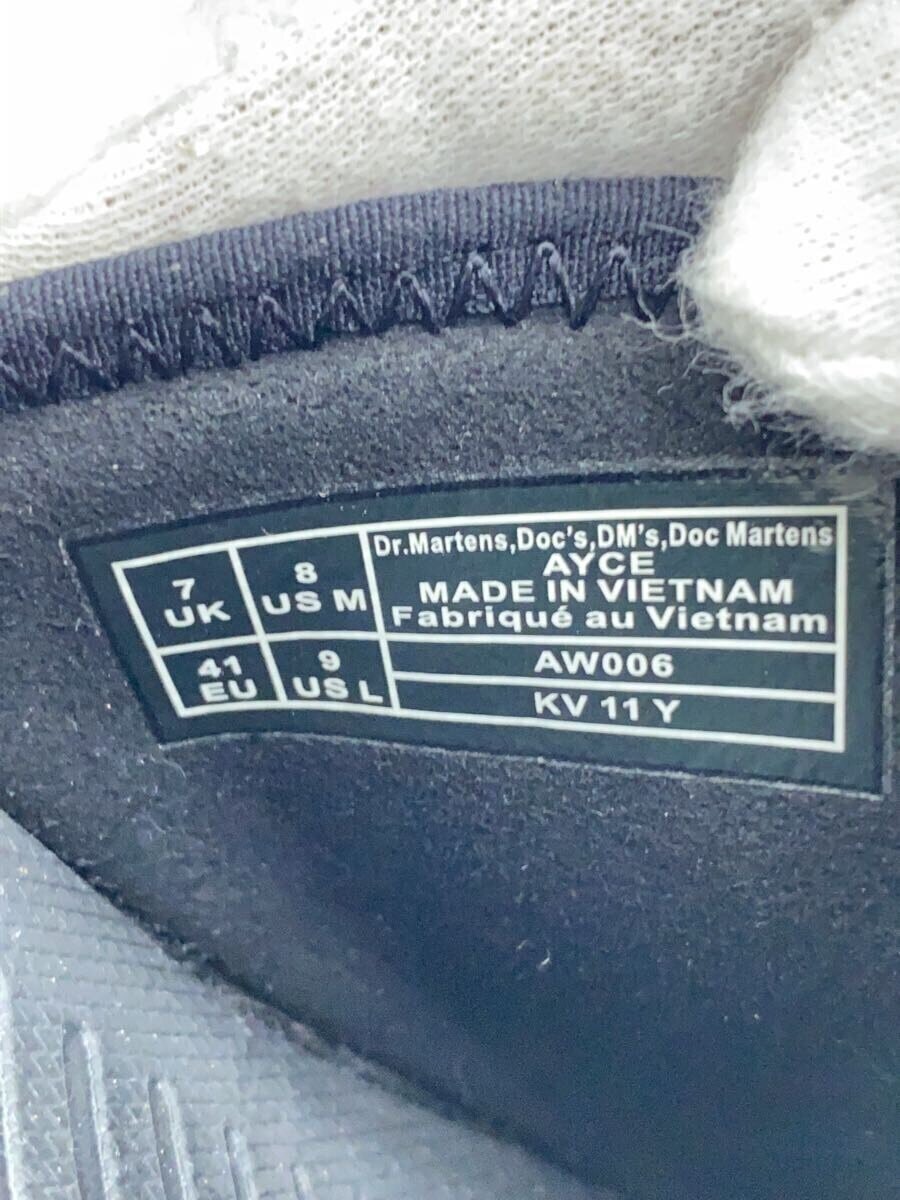 7
UK
8
US M
41
EU
9
US L
Dr.Martens,Doc's,DM's,Doc Martens
AYCE
MADE IN VIETNAM
Fabriqué au Vietnam
AW006
KV 11 Y